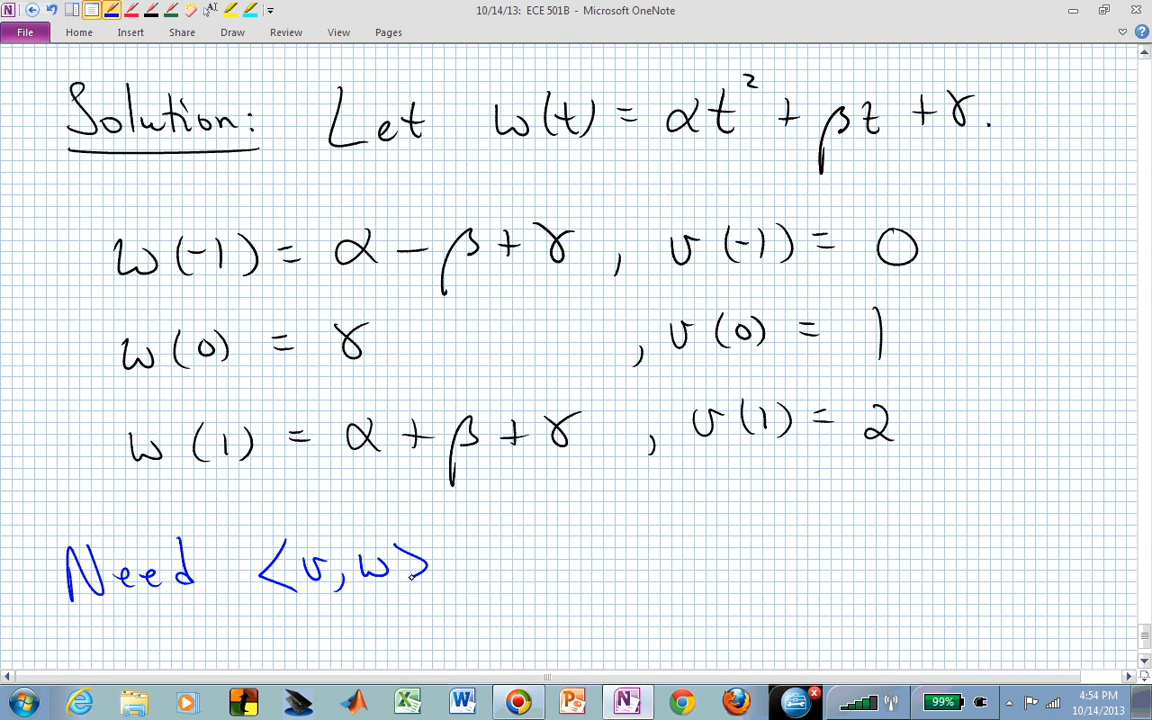 10/14/13: ECE 501B - Microsoft OneNote
File Home Insert Share Draw Review View Pages
Solution: Let w(t) = αt² + βt + γ.
w(-1) = α - β + γ , v(-1) = 0
w(0) = γ , v(0) = 1
w(1) = α + β + γ , v(1) = 2
Need <v,w>
99%
4:54 PM
10/14/2013